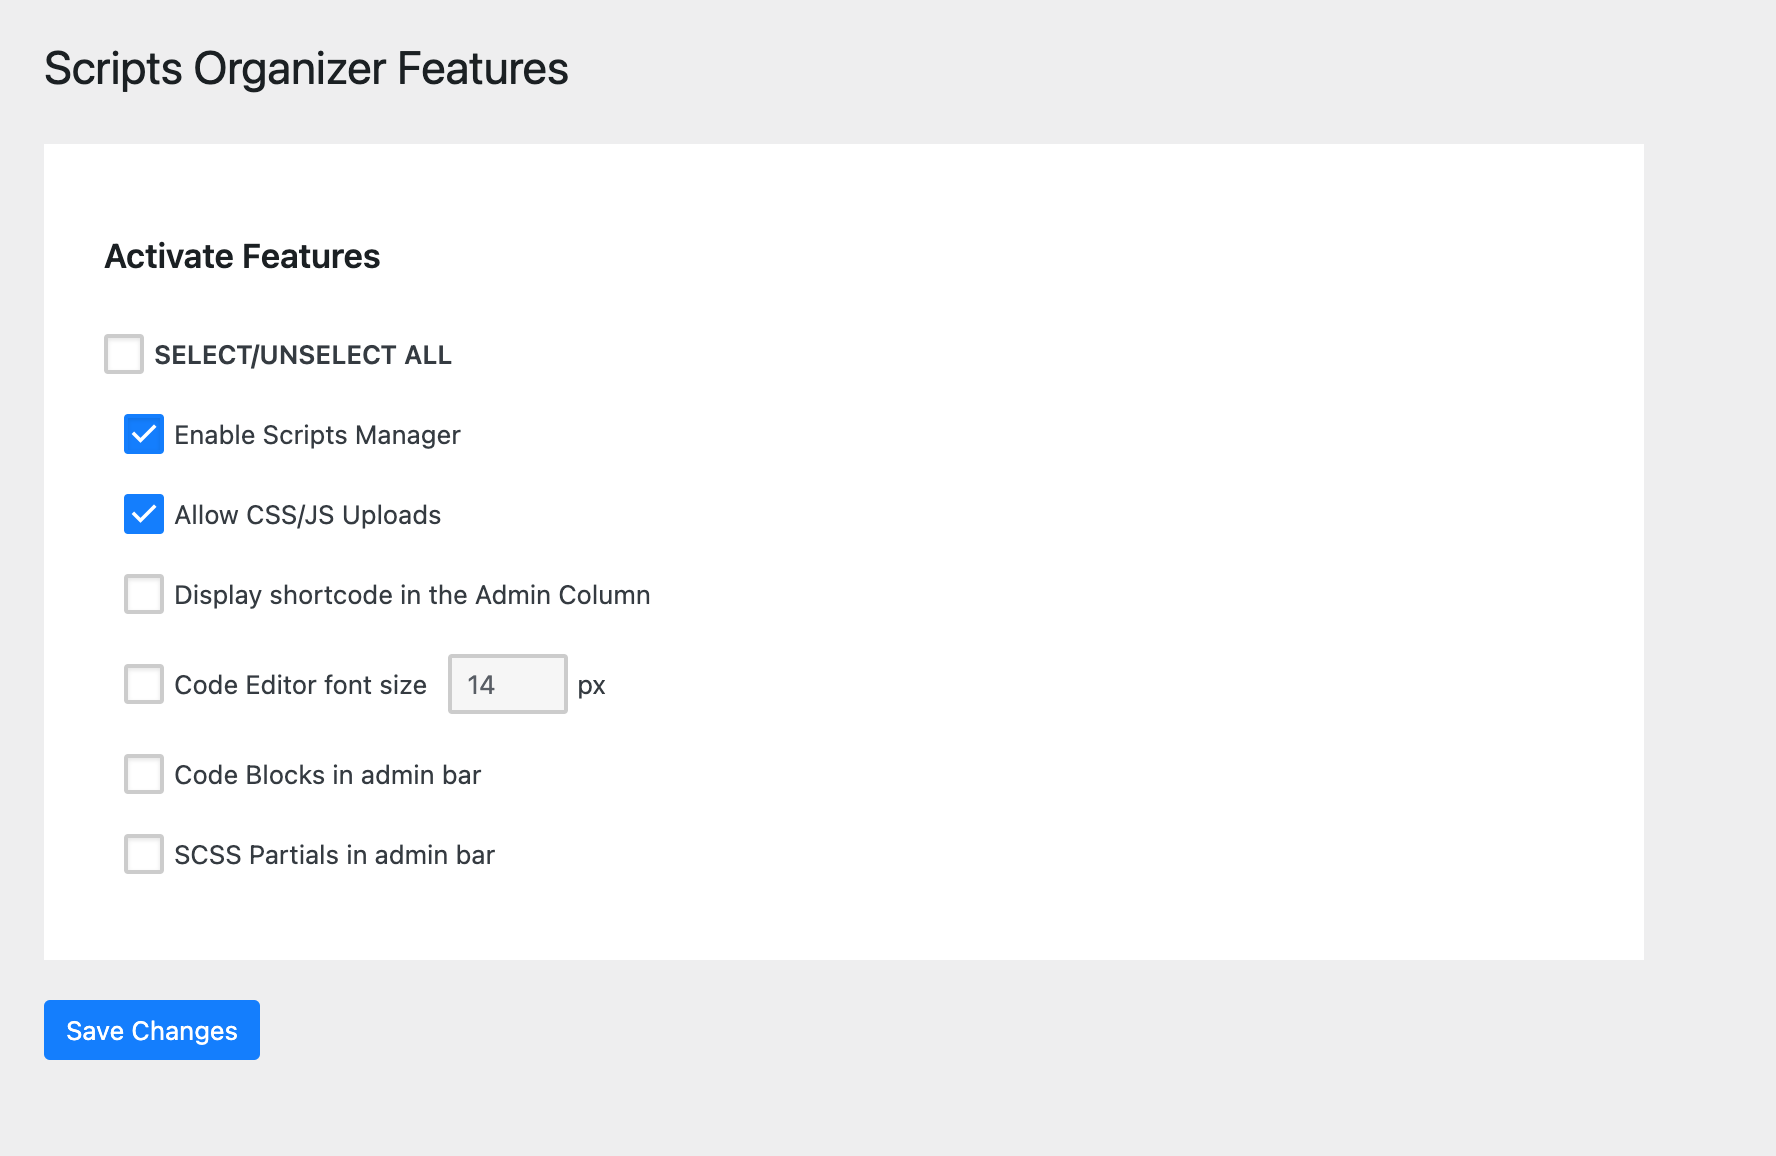 Scripts Organizer Features
Activate Features
SELECT/UNSELECT ALL
Enable Scripts Manager
Allow CSS/JS Uploads
Display shortcode in the Admin Column
Code Editor font size 14 px
Code Blocks in admin bar
SCSS Partials in admin bar
Save Changes